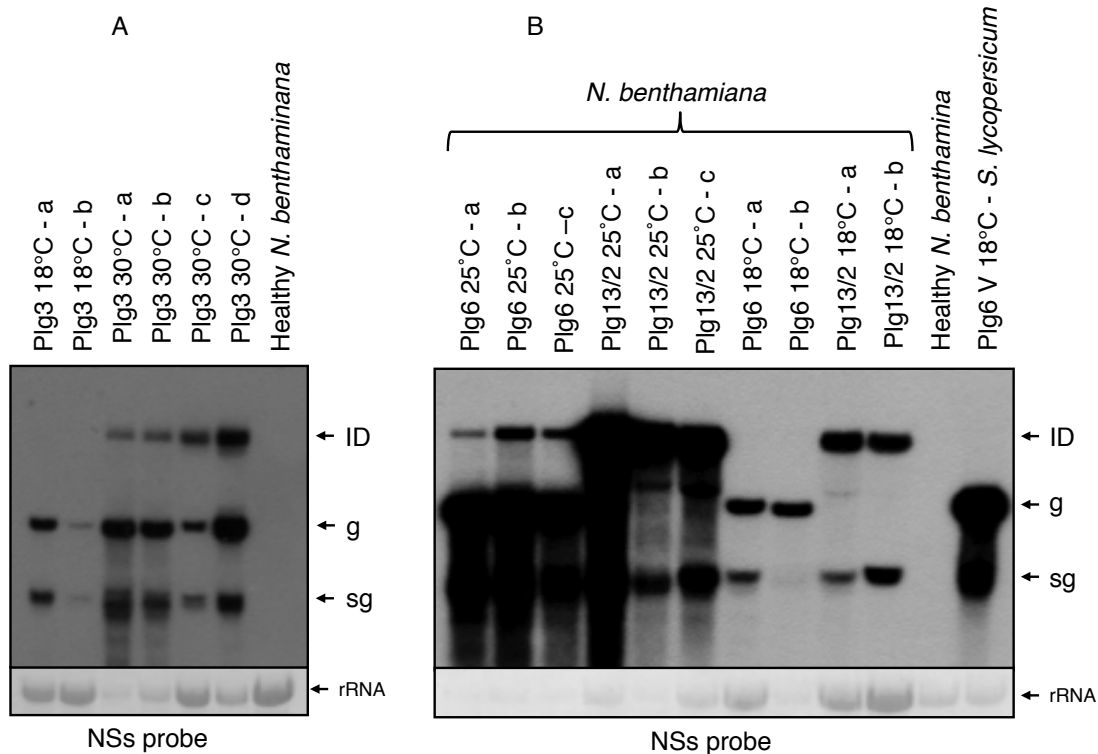 A
B
N. benthamiana
Plg3 18°C - a
Plg3 18°C - b
Plg3 30°C - a
Plg3 30°C - b
Plg3 30°C - c
Plg3 30°C - d
Healthy N. benthaminana
Plg6 25°C - a
Plg6 25°C - b
Plg6 25°C –c
Plg13/2 25°C - a
Plg13/2 25°C - b
Plg13/2 25°C - c
Plg6 18°C - a
Plg6 18°C - b
Plg13/2 18°C - a
Plg13/2 18°C - b
Healthy N. benthamina
Plg6 V 18°C - S. lycopersicum
ID
g
sg
rRNA
ID
g
sg
rRNA
NSs probe
NSs probe